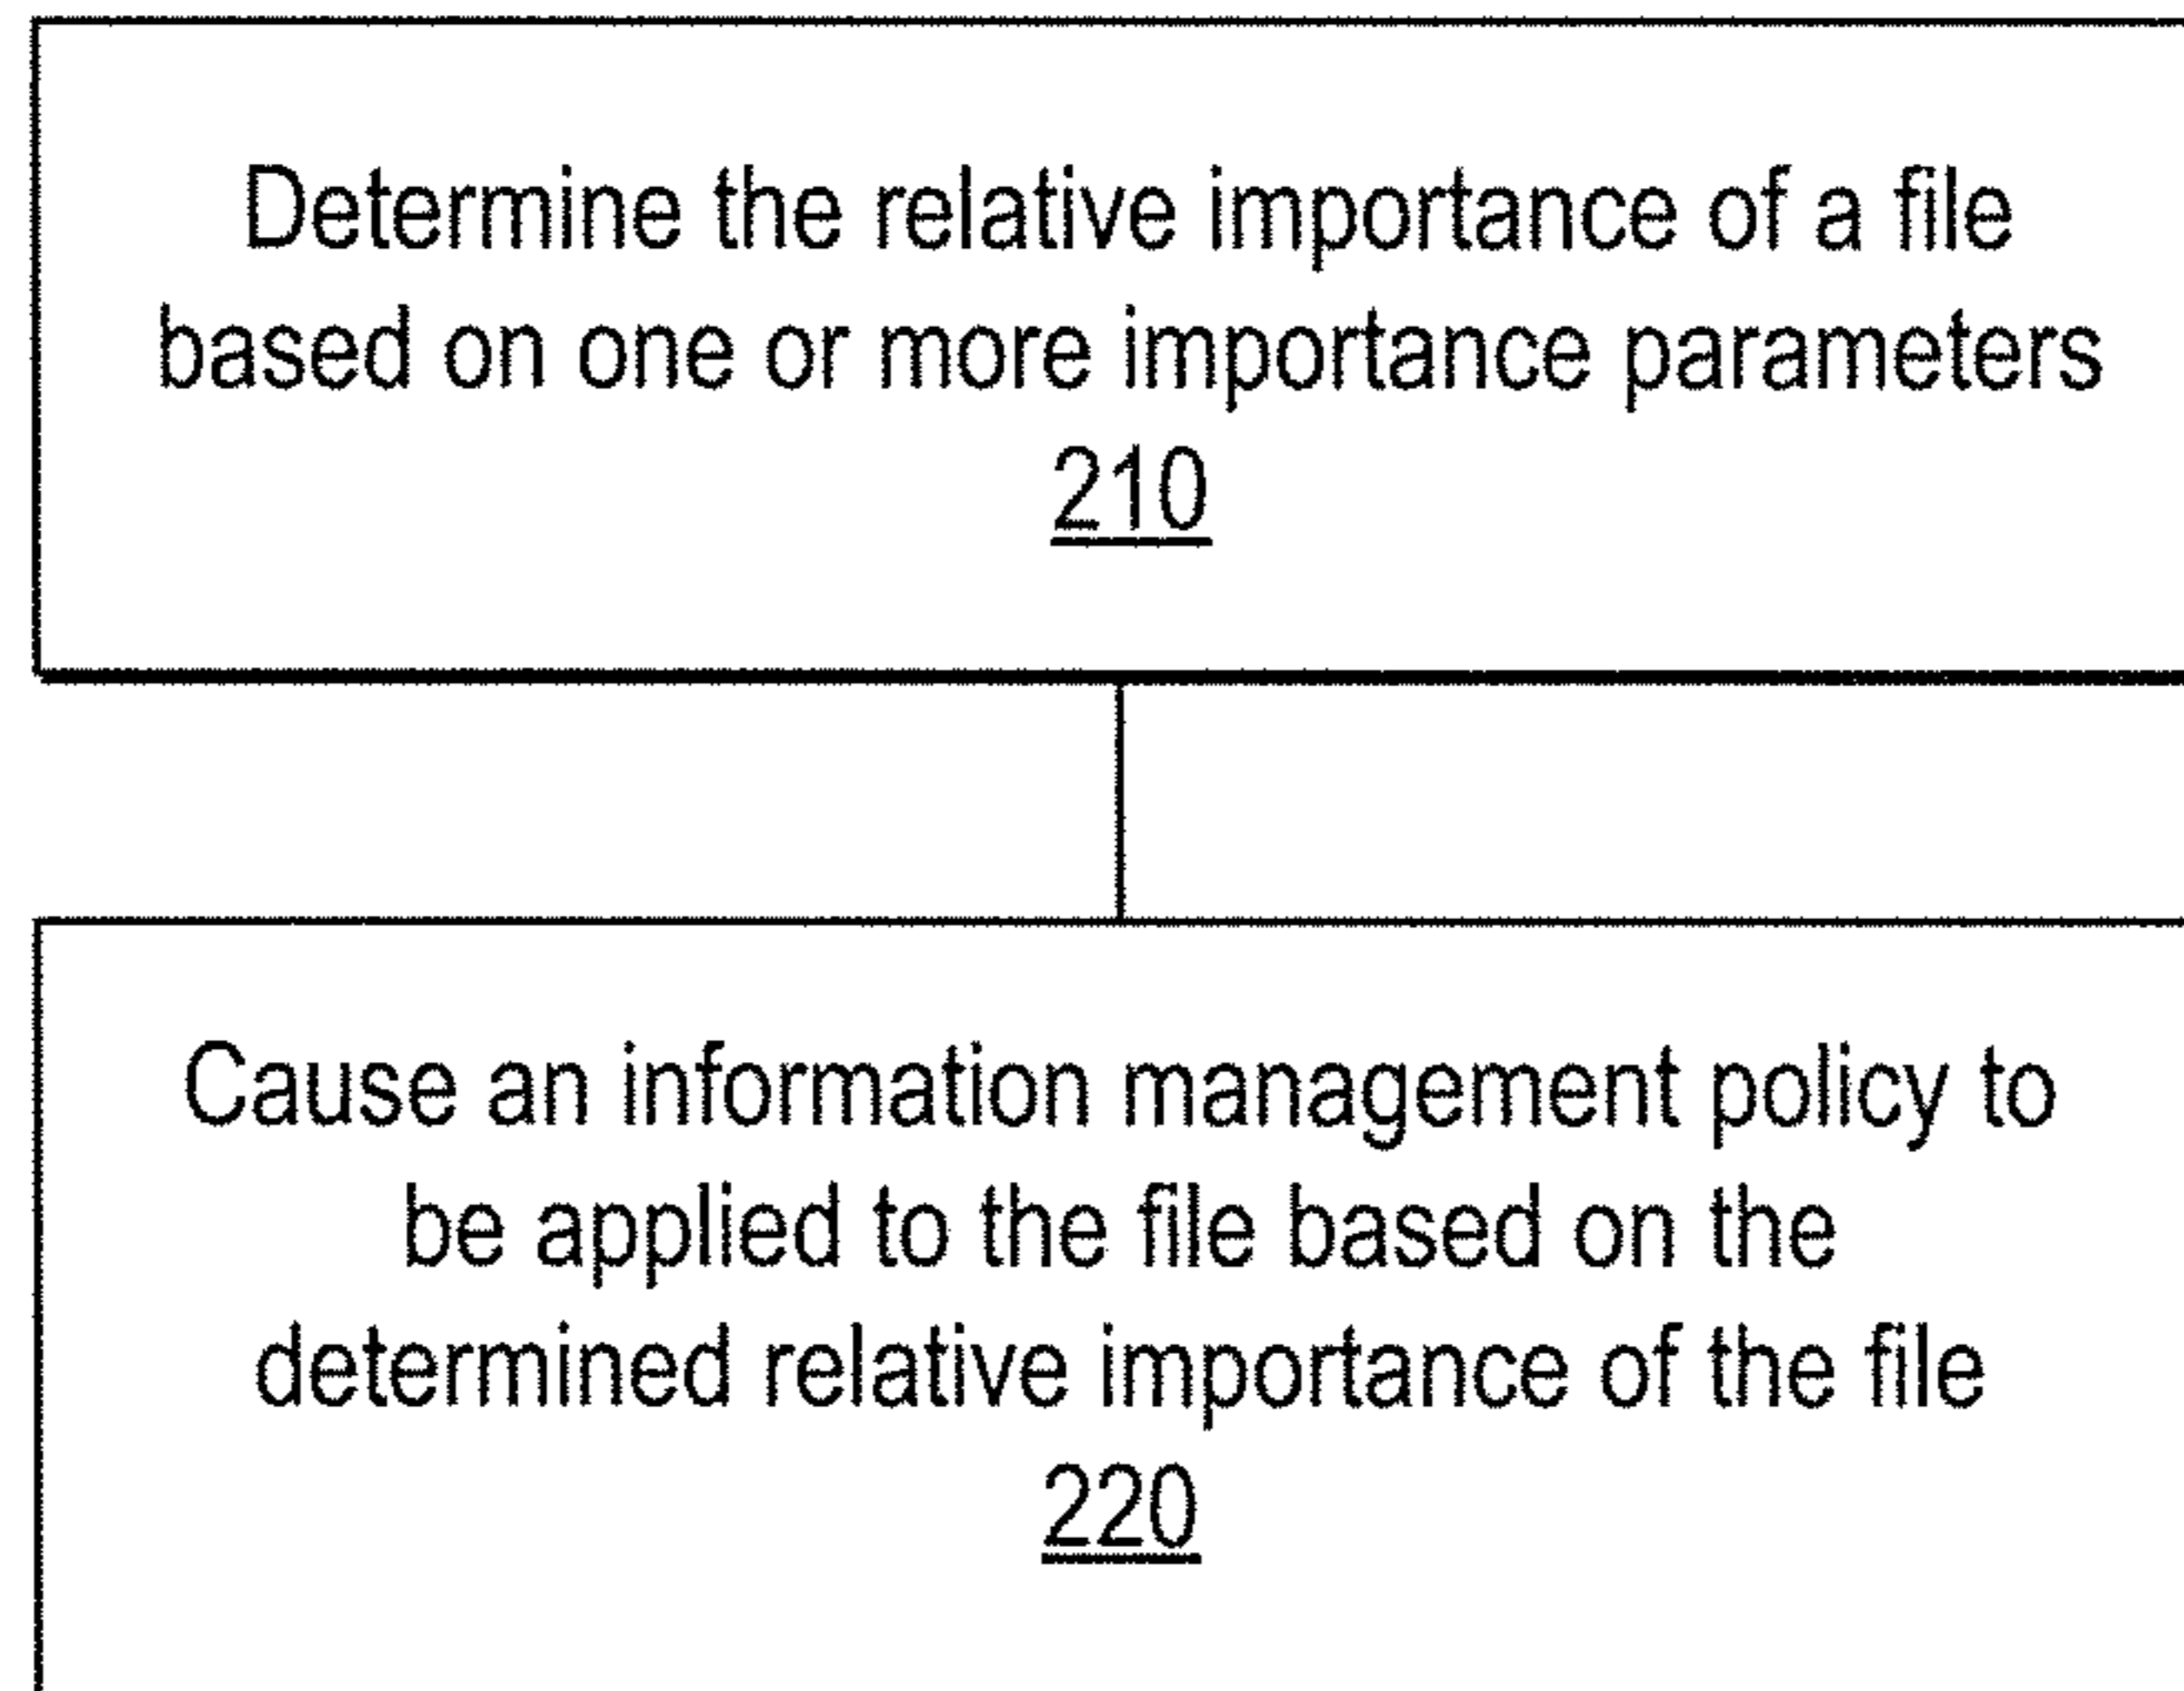 Determine the relative importance of a file
based on one or more importance parameters
210
Cause an information management policy to
be applied to the file based on the
determined relative importance of the file
220